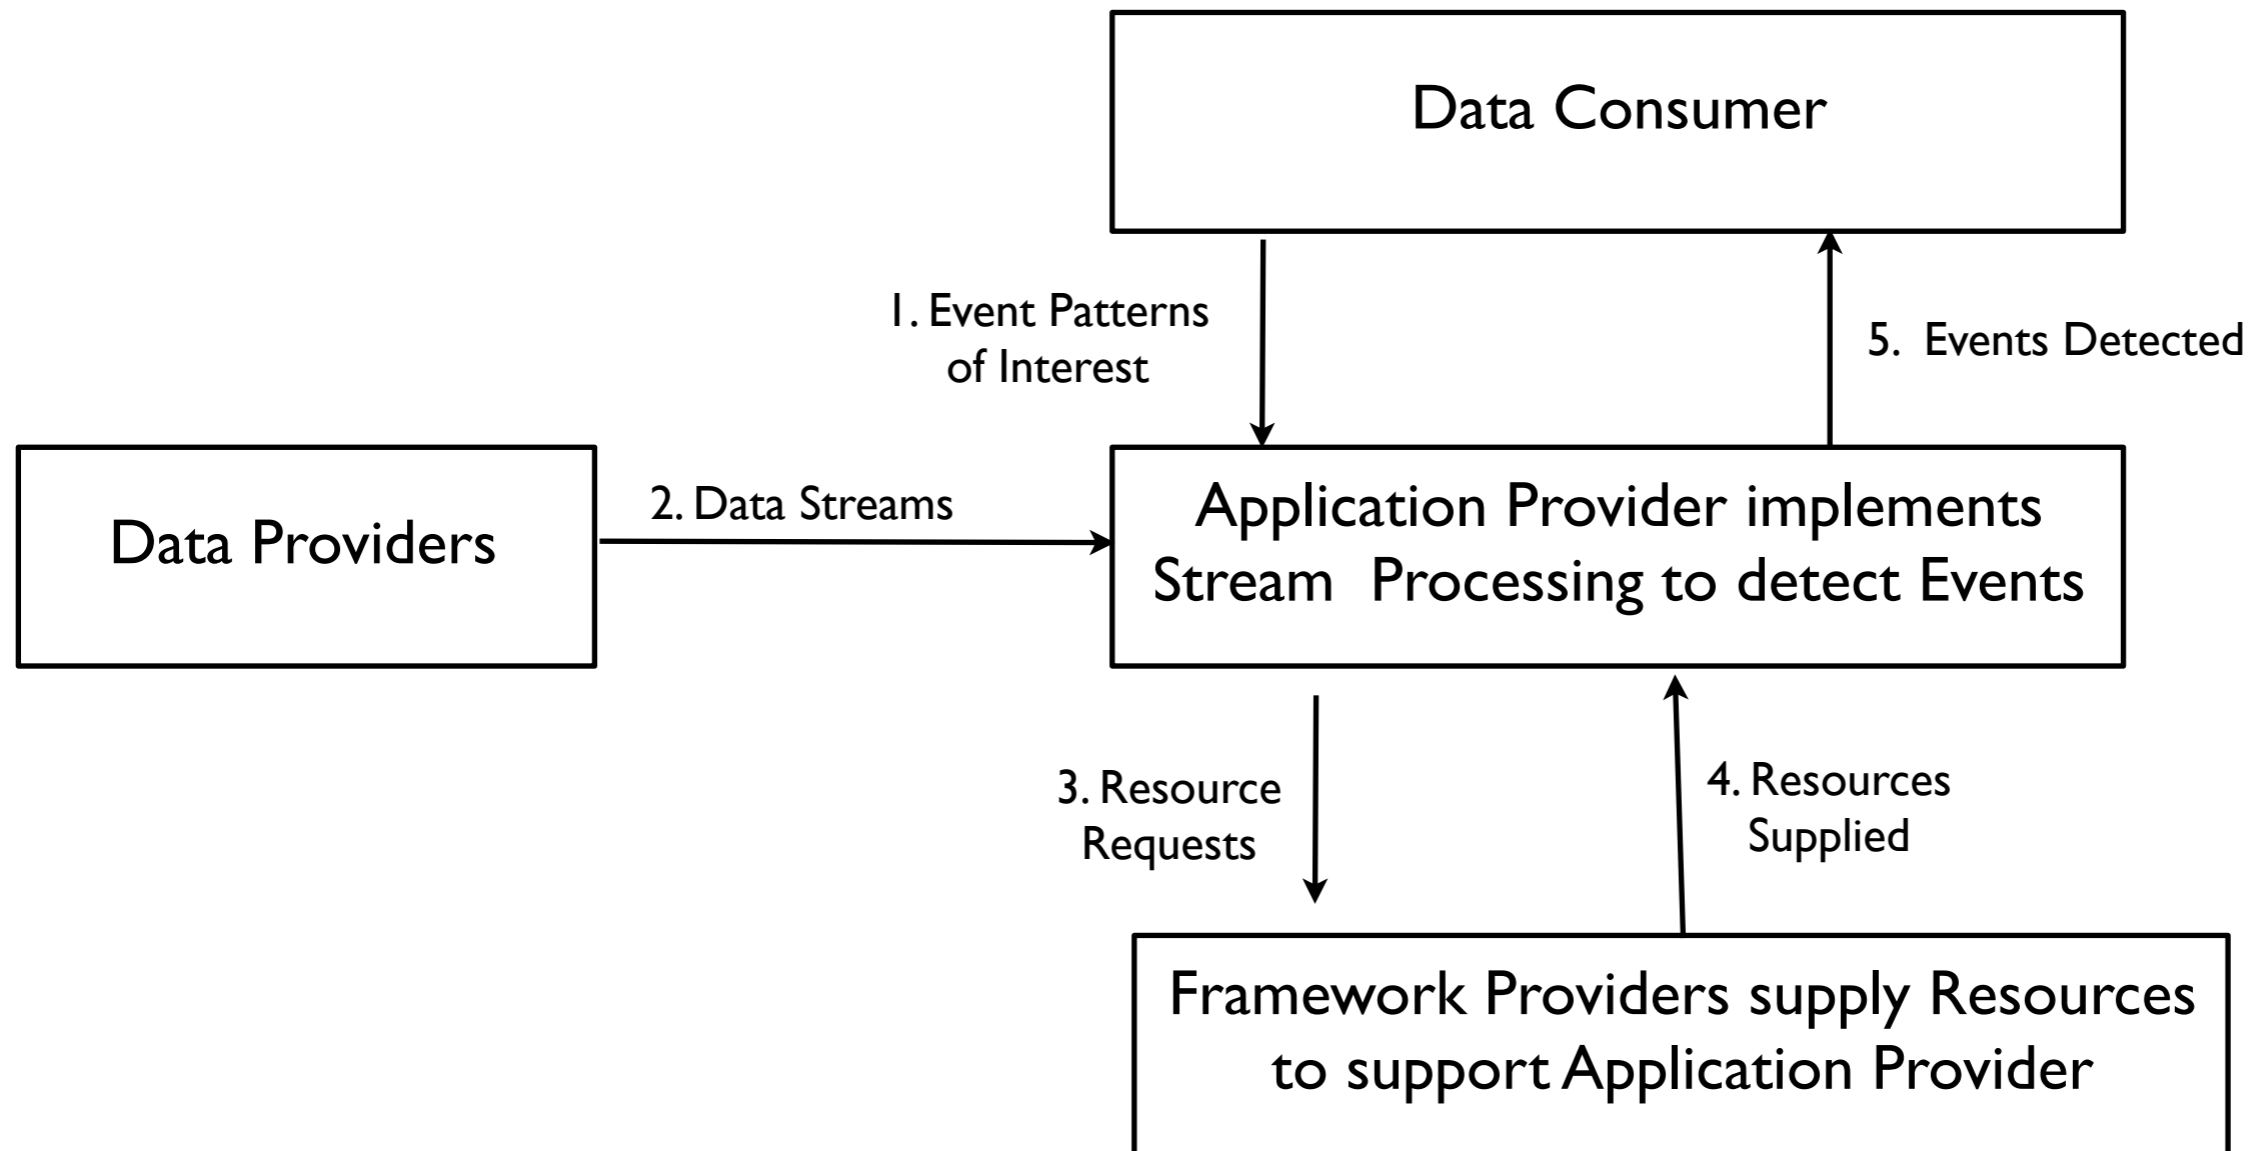 Data Consumer
1. Event Patterns
of Interest
5. Events Detected
Data Providers
2. Data Streams
Application Provider implements
Stream Processing to detect Events
3. Resource
Requests
4. Resources
Supplied
Framework Providers supply Resources
to support Application Provider